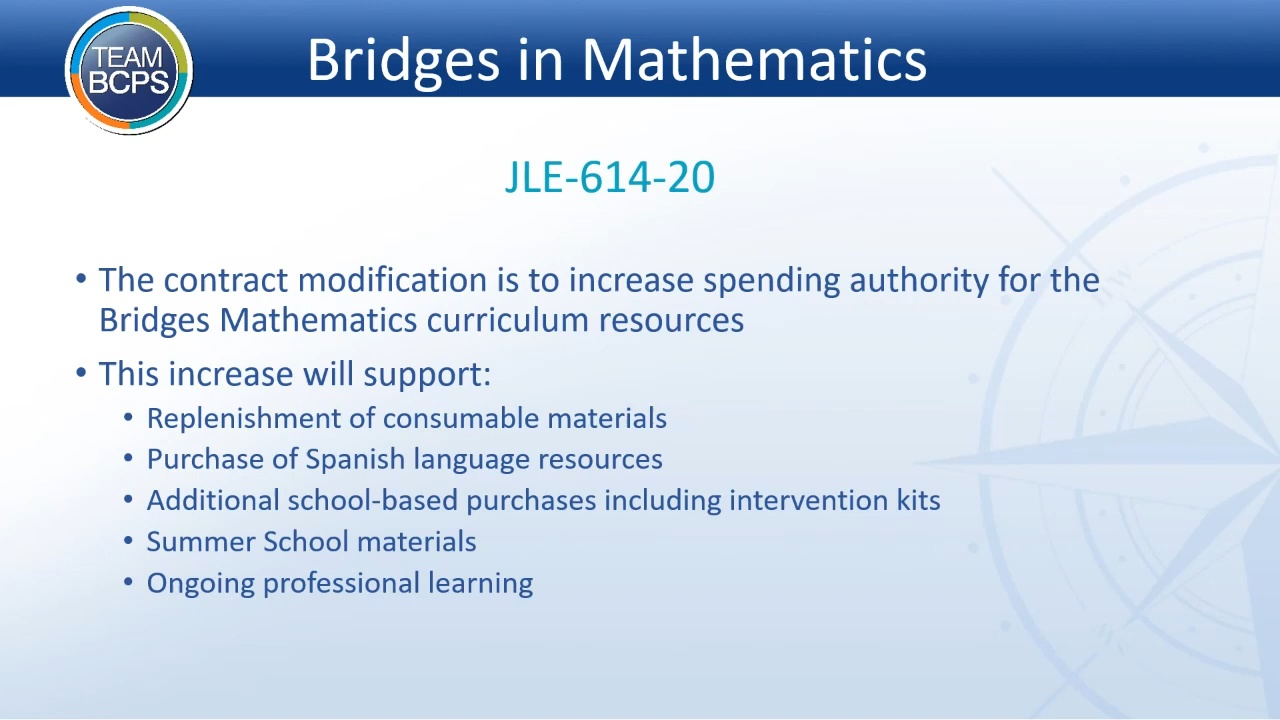 TEAM
BCPS
Bridges in Mathematics
JLE-614-20
• The contract modification is to increase spending authority for the
Bridges Mathematics curriculum resources
• This increase will support:
• Replenishment of consumable materials
• Purchase of Spanish language resources
• Additional school-based purchases including intervention kits
• Summer School materials
• Ongoing professional learning